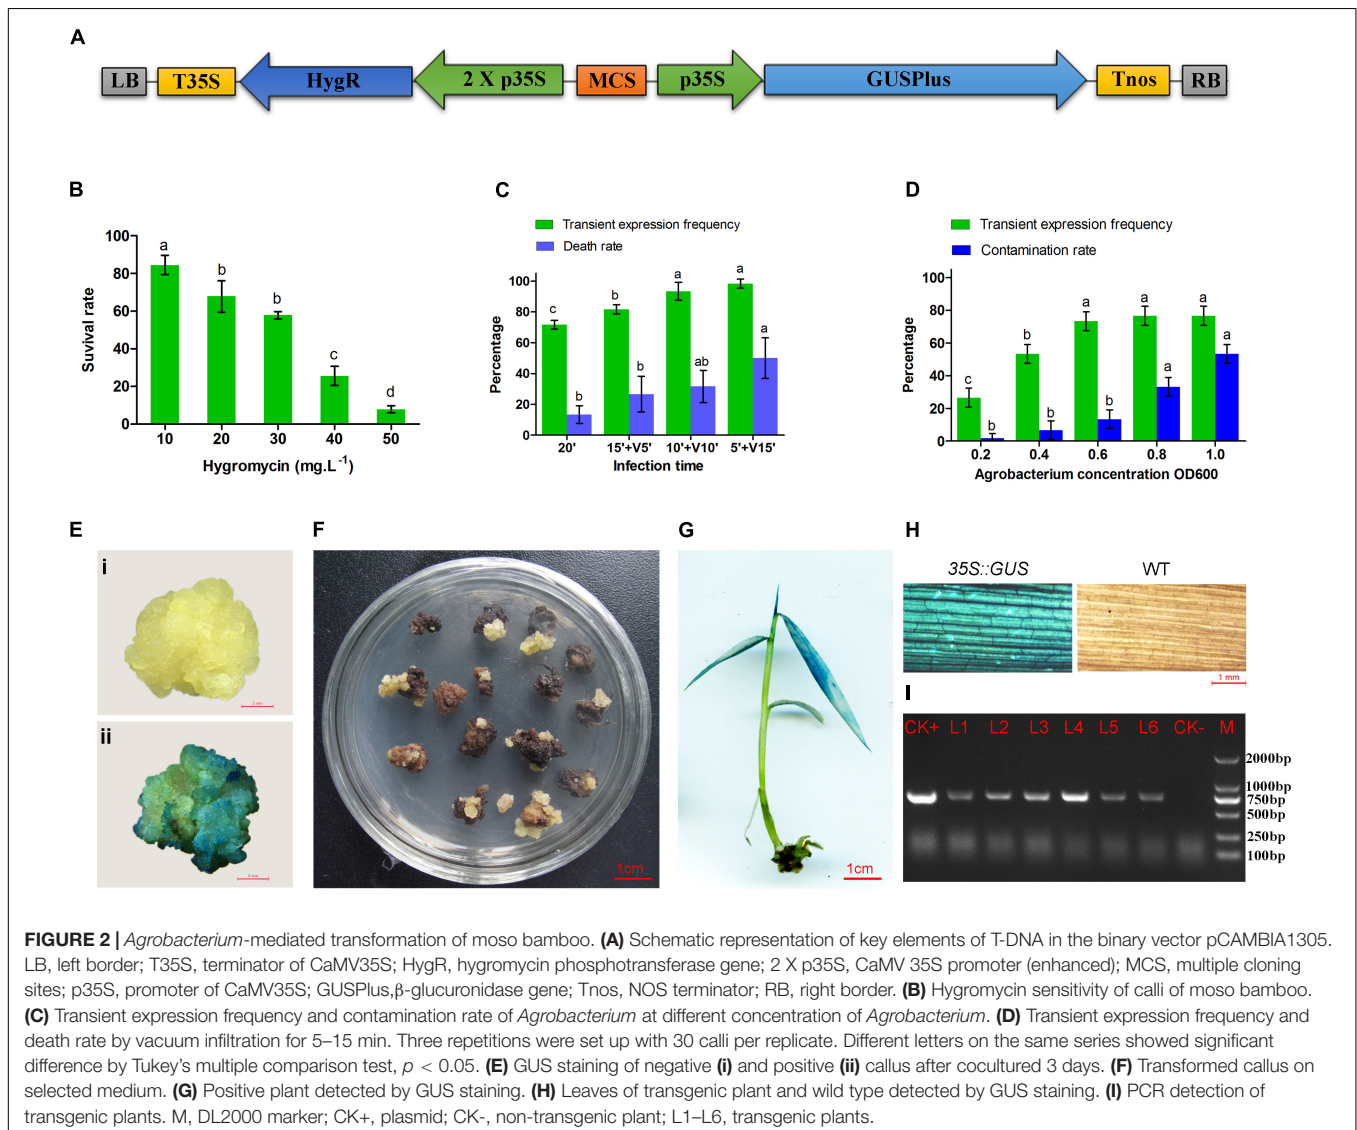 A
LB T35S HygR 2 X p35S MCS p35S GUSPlus Tnos RB
B
Suvival rate
100
80
60
40
20
0
a
b
b
c
d
10 20 30 40 50
Hygromycin (mg.L-1)
C
Transient expression frequency
Death rate
Percentage
100
80
60
40
20
0
c b a a
b b ab a
20' 15'+V5' 10'+V10' 5'+V15'
Infection time
D
Transient expression frequency
Contamination rate
Percentage
100
80
60
40
20
0
c b a a a
b b b a a
0.2 0.4 0.6 0.8 1.0
Agrobacterium concentration OD600
E
i
2 mm
ii
2 mm
F
1cm
G
1cm
H
35S::GUS WT
1 mm
I
CK+ L1 L2 L3 L4 L5 L6 CK- M
2000bp
1000bp
750bp
500bp
250bp
100bp
FIGURE 2 | Agrobacterium-mediated transformation of moso bamboo. (A) Schematic representation of key elements of T-DNA in the binary vector pCAMBIA1305.
LB, left border; T35S, terminator of CaMV35S; HygR, hygromycin phosphotransferase gene; 2 X p35S, CaMV 35S promoter (enhanced); MCS, multiple cloning
sites; p35S, promoter of CaMV35S; GUSPlus,β-glucuronidase gene; Tnos, NOS terminator; RB, right border. (B) Hygromycin sensitivity of calli of moso bamboo.
(C) Transient expression frequency and contamination rate of Agrobacterium at different concentration of Agrobacterium. (D) Transient expression frequency and
death rate by vacuum infiltration for 5–15 min. Three repetitions were set up with 30 calli per replicate. Different letters on the same series showed significant
difference by Tukey's multiple comparison test, p < 0.05. (E) GUS staining of negative (i) and positive (ii) callus after cocultured 3 days. (F) Transformed callus on
selected medium. (G) Positive plant detected by GUS staining. (H) Leaves of transgenic plant and wild type detected by GUS staining. (I) PCR detection of
transgenic plants. M, DL2000 marker; CK+, plasmid; CK-, non-transgenic plant; L1–L6, transgenic plants.